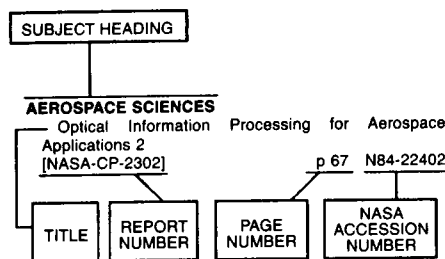 SUBJECT HEADING
AEROSPACE SCIENCES
Optical Information Processing for Aerospace
Applications 2
[NASA-CP-2302] p 67 N84-22402
TITLE
REPORT
NUMBER
PAGE
NUMBER
NASA
ACCESSION
NUMBER